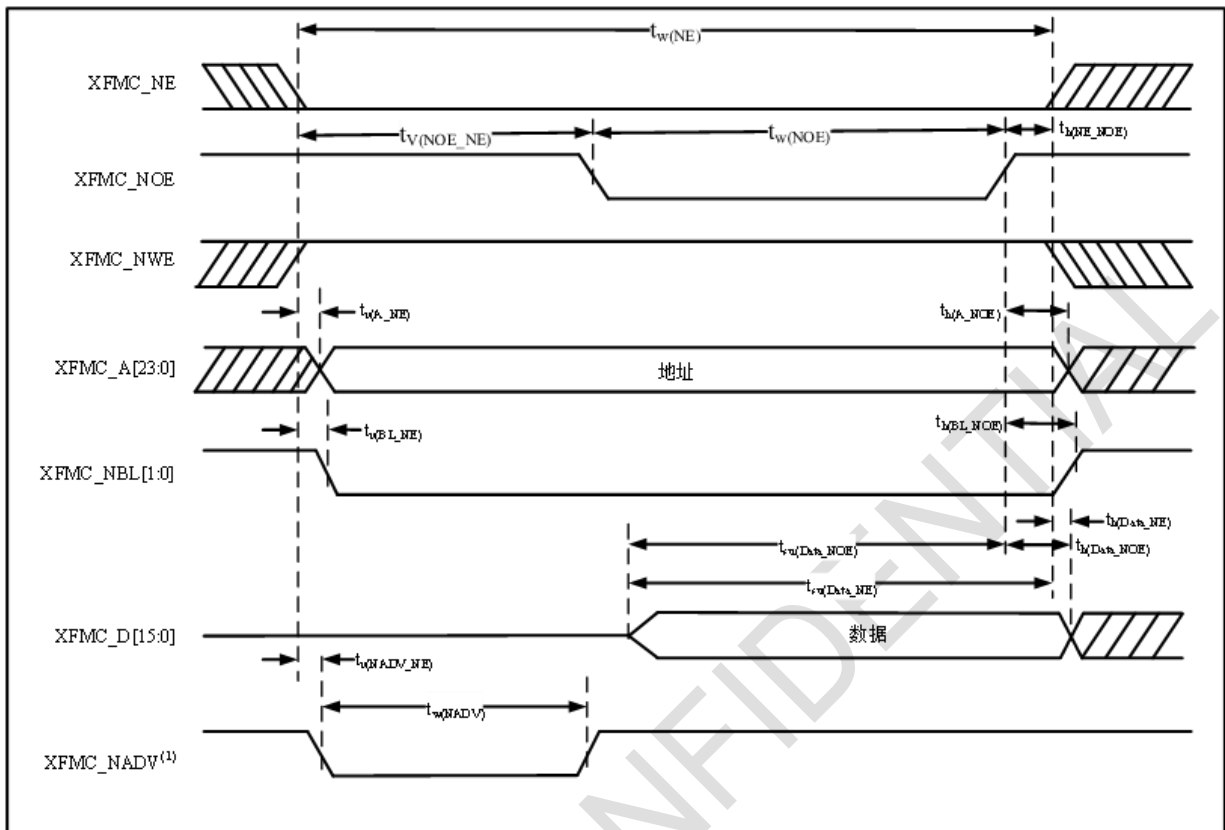 tw(NE)
XFMC_NE
tV(NOE_NE)
tw(NOE)
th(NE_NOE)
XFMC_NOE
XFMC_NWE
tv(A_NE)
th(A_NOE)
XFMC_A[23:0]
地址
tv(BL_NE)
th(BL_NOE)
XFMC_NBL[1:0]
th(Data_NE)
tsu(Data_NOE)
th(Data_NOE)
tsu(Data_NE)
XFMC_D[15:0]
数据
tv(NADV_NE)
tw(NADV)
XFMC_NADV(1)
NFIDENTIAL